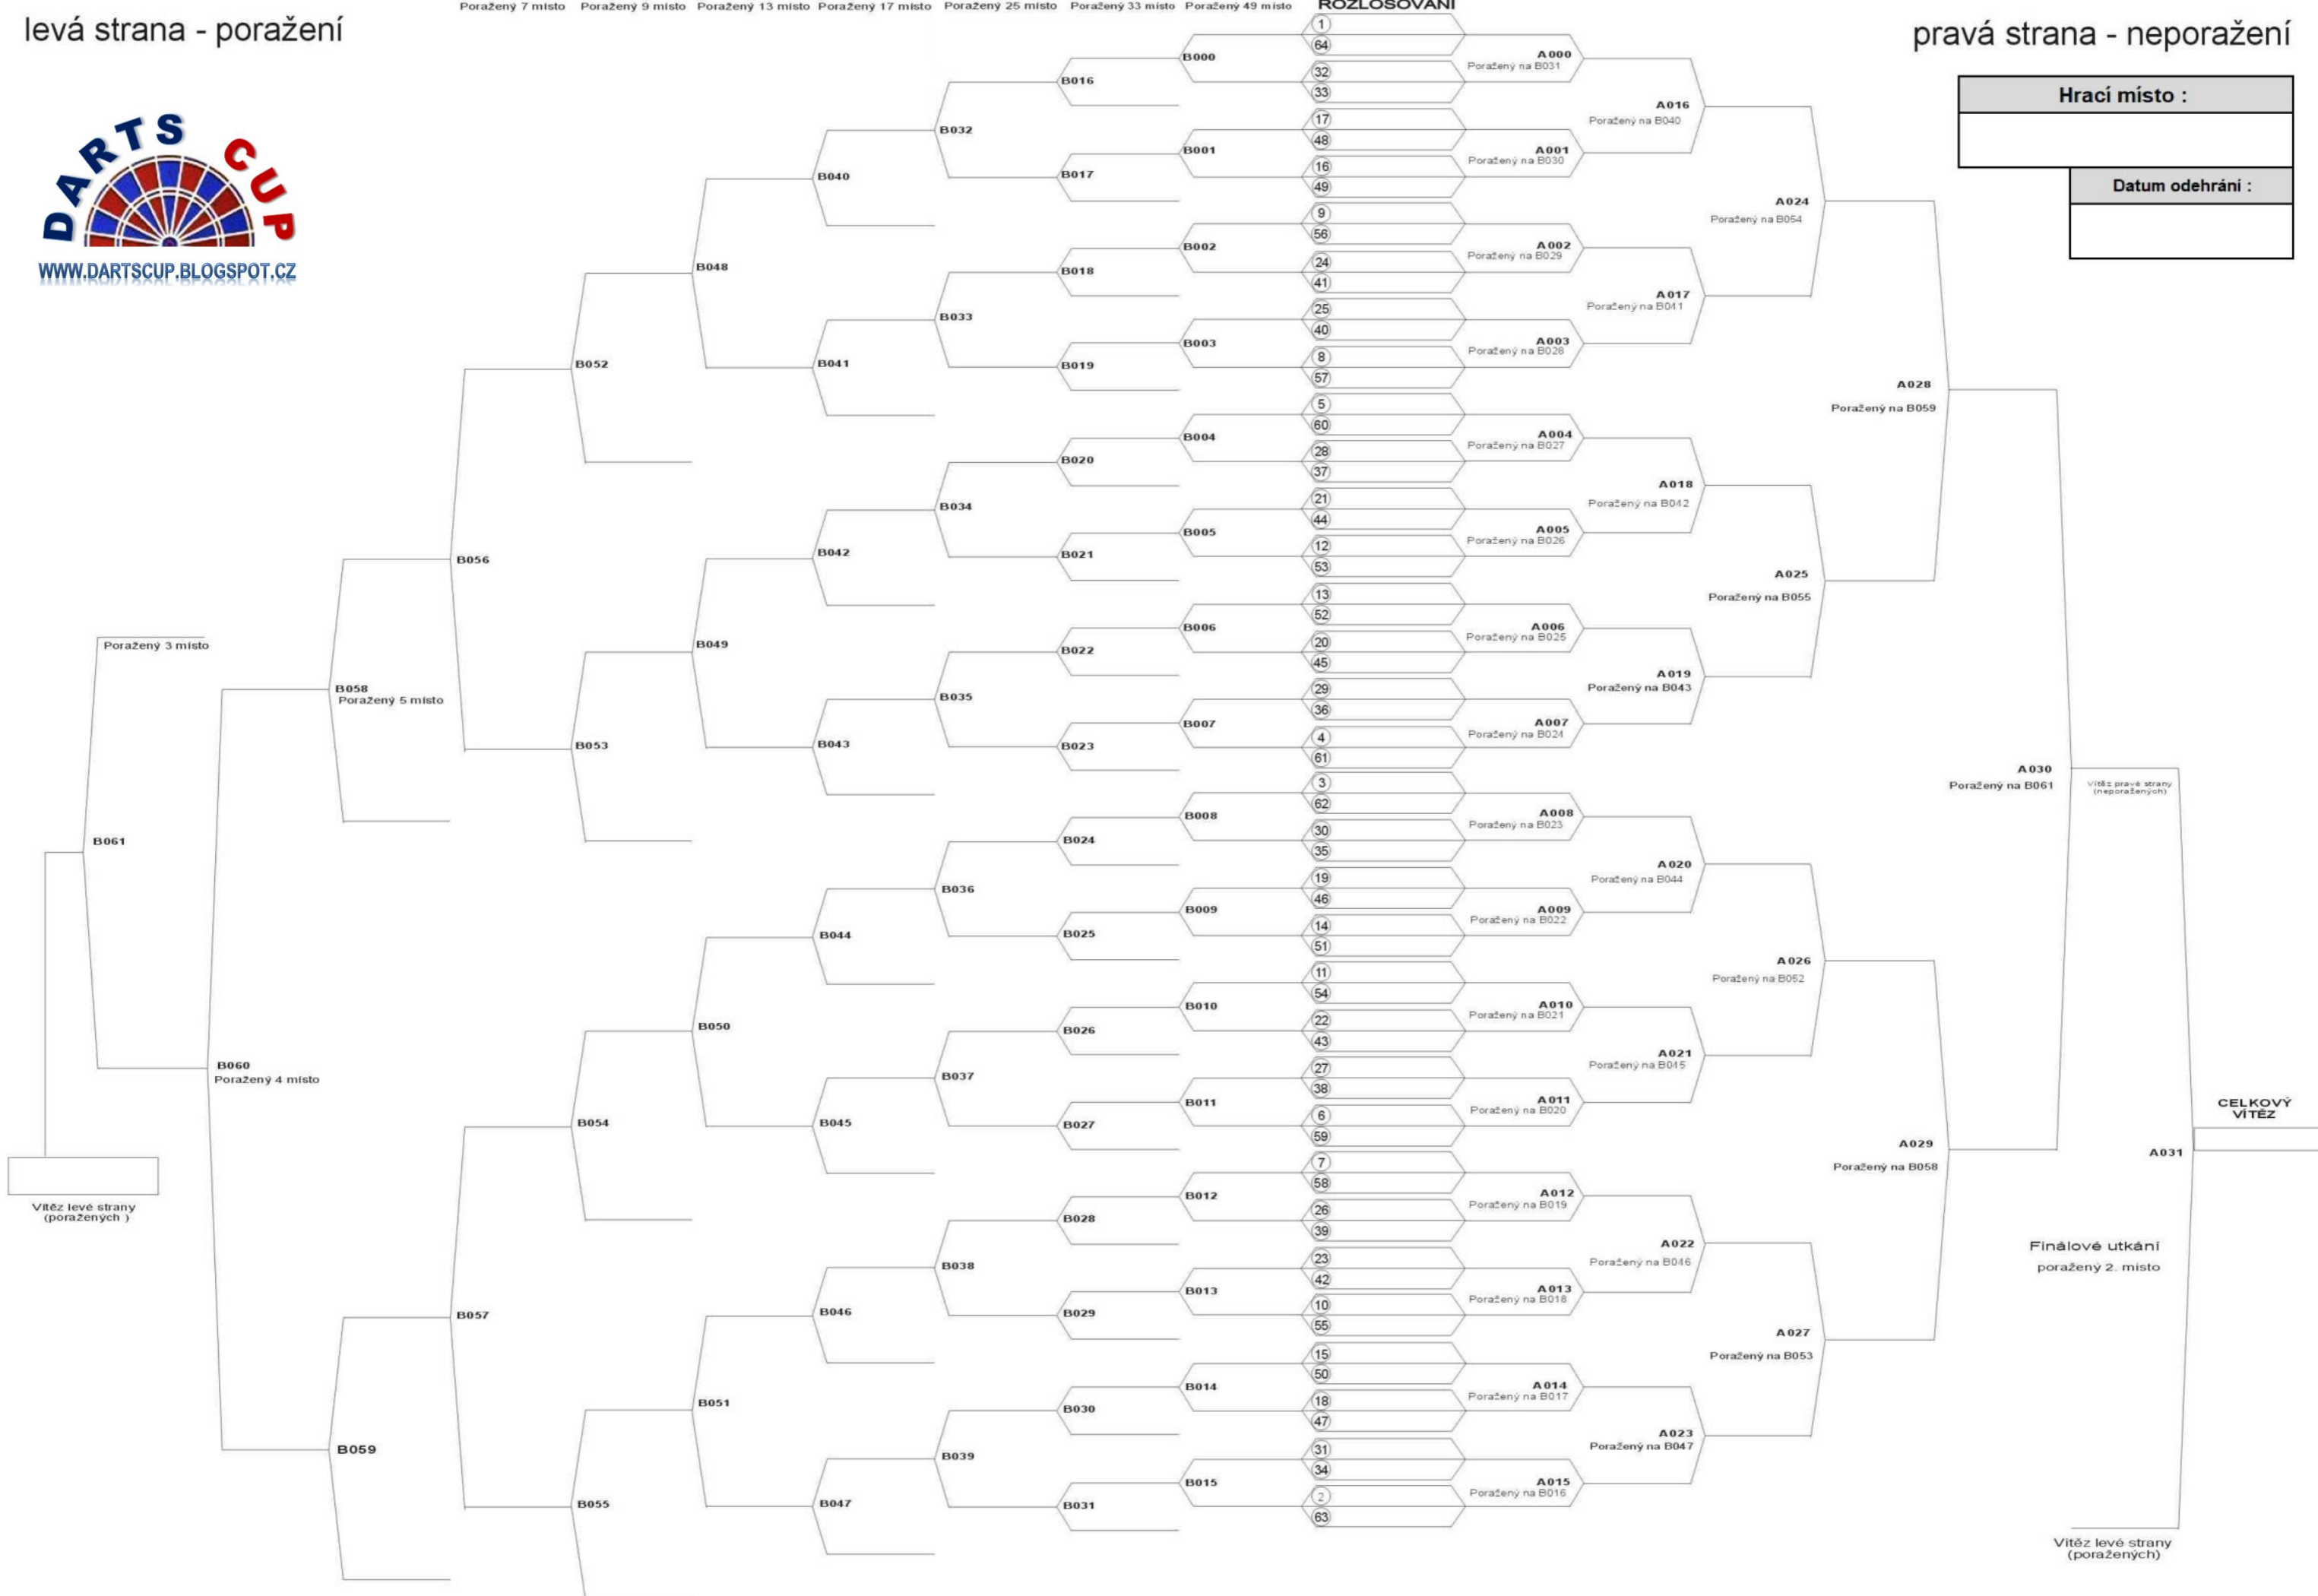 Poražený 7 místo Poražený 9 místo Poražený 13 místo Poražený 17 místo Poražený 25 místo Poražený 33 místo Poražený 49 místo ROZLOSOVÁNÍ
levá strana - poražení
pravá strana - neporažení
DARTS CUP
WWW.DARTSCUP.BLOGSPOT.CZ
Hrací místo :
Datum odehrání :
B061
Poražený 3 místo
Vítěz levé strany
(poražených )
B060
Poražený 4 místo
B058
Poražený 5 místo
B059
B056
B057
B052
B053
B054
B055
B048
B049
B050
B051
B040
B041
B042
B043
B044
B045
B046
B047
B032
B033
B034
B035
B036
B037
B038
B039
B016
B017
B018
B019
B020
B021
B022
B023
B024
B025
B026
B027
B028
B029
B030
B031
B000
B001
B002
B003
B004
B005
B006
B007
B008
B009
B010
B011
B012
B013
B014
B015
1
64
32
33
17
48
16
49
9
56
24
41
25
40
8
57
5
60
28
37
21
44
12
53
13
52
20
45
29
36
4
61
3
62
30
35
19
46
14
51
11
54
22
43
27
38
6
59
7
58
26
39
23
42
10
55
15
50
18
47
31
34
2
63
A000
Poražený na B031
A001
Poražený na B030
A002
Poražený na B029
A003
Poražený na B028
A004
Poražený na B027
A005
Poražený na B026
A006
Poražený na B025
A007
Poražený na B024
A008
Poražený na B023
A009
Poražený na B022
A010
Poražený na B021
A011
Poražený na B020
A012
Poražený na B019
A013
Poražený na B018
A014
Poražený na B017
A015
Poražený na B016
A016
Poražený na B040
A017
Poražený na B041
A018
Poražený na B042
A019
Poražený na B043
A020
Poražený na B044
A021
Poražený na B045
A022
Poražený na B046
A023
Poražený na B047
A024
Poražený na B054
A025
Poražený na B055
A026
Poražený na B052
A027
Poražený na B053
A028
Poražený na B059
A029
Poražený na B058
A030
Poražený na B061
Vítěz pravé strany
(neporažených)
A031
CELKOVÝ
VÍTĚZ
Finálové utkání
poražený 2. místo
Vítěz levé strany
(poražených)